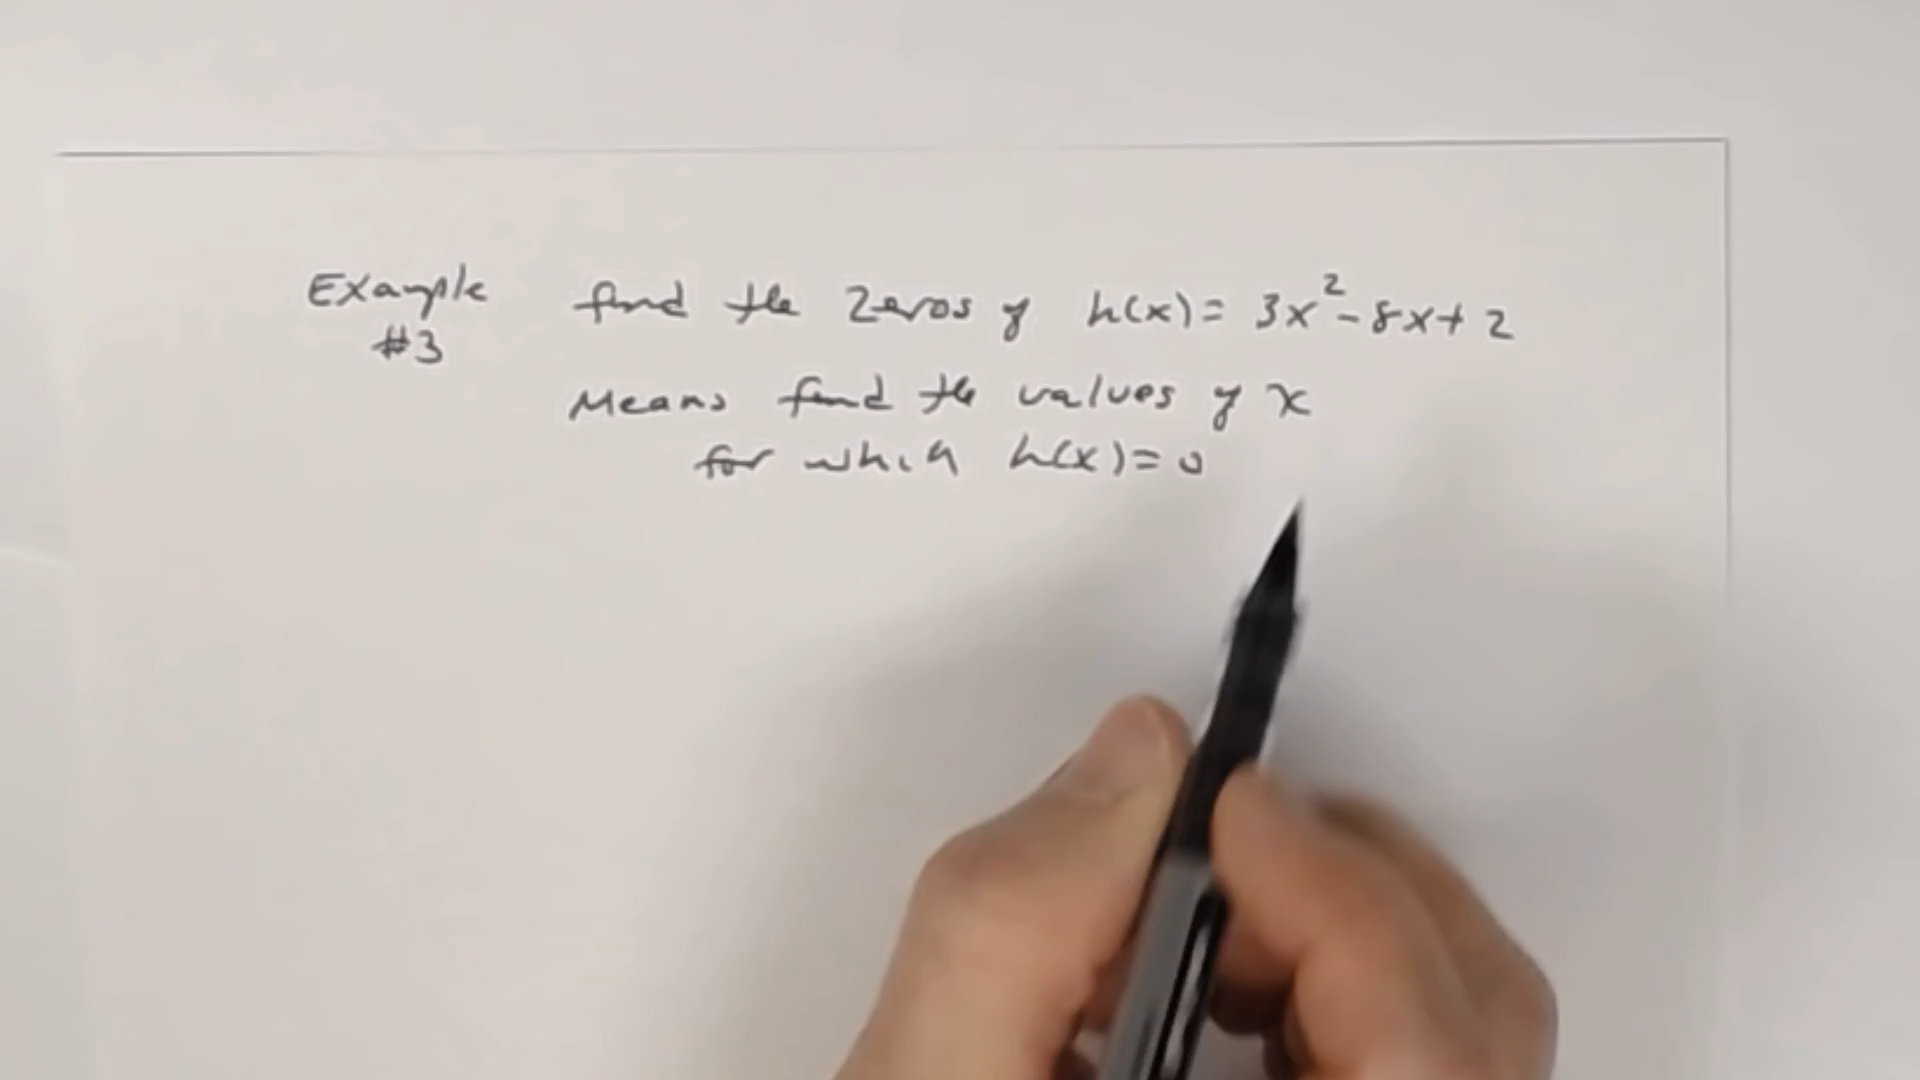 Example find the zeros of h(x) = 3x² - 8x + 2
#3
Means find the values of x
for which h(x) = 0